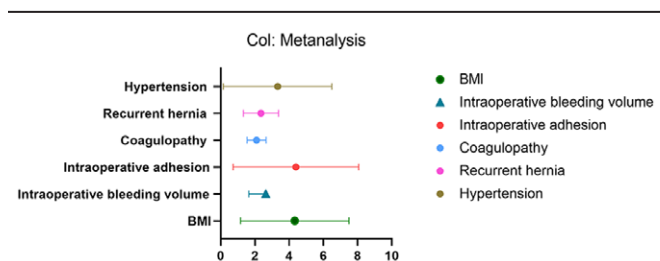 Col: Metanalysis
Hypertension
Recurrent hernia
Coagulopathy
Intraoperative adhesion
Intraoperative bleeding volume
BMI
0 2 4 6 8 10
BMI
Intraoperative bleeding volume
Intraoperative adhesion
Coagulopathy
Recurrent hernia
Hypertension